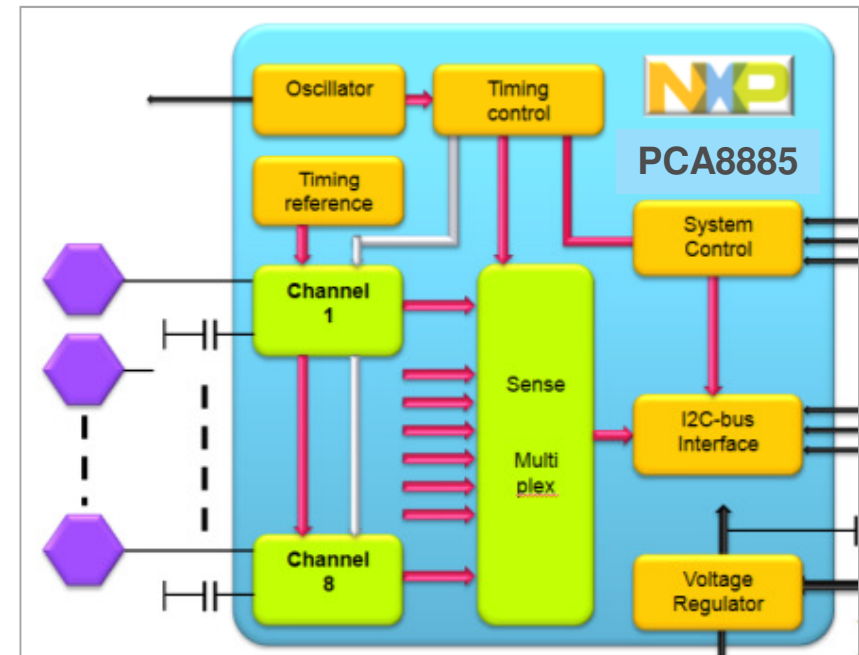 Oscillator
Timing
control
NXP
PCA8885
Timing
reference
System
Control
Channel
1
Sense
Multi
plex
I2C-bus
Interface
Channel
8
Voltage
Regulator